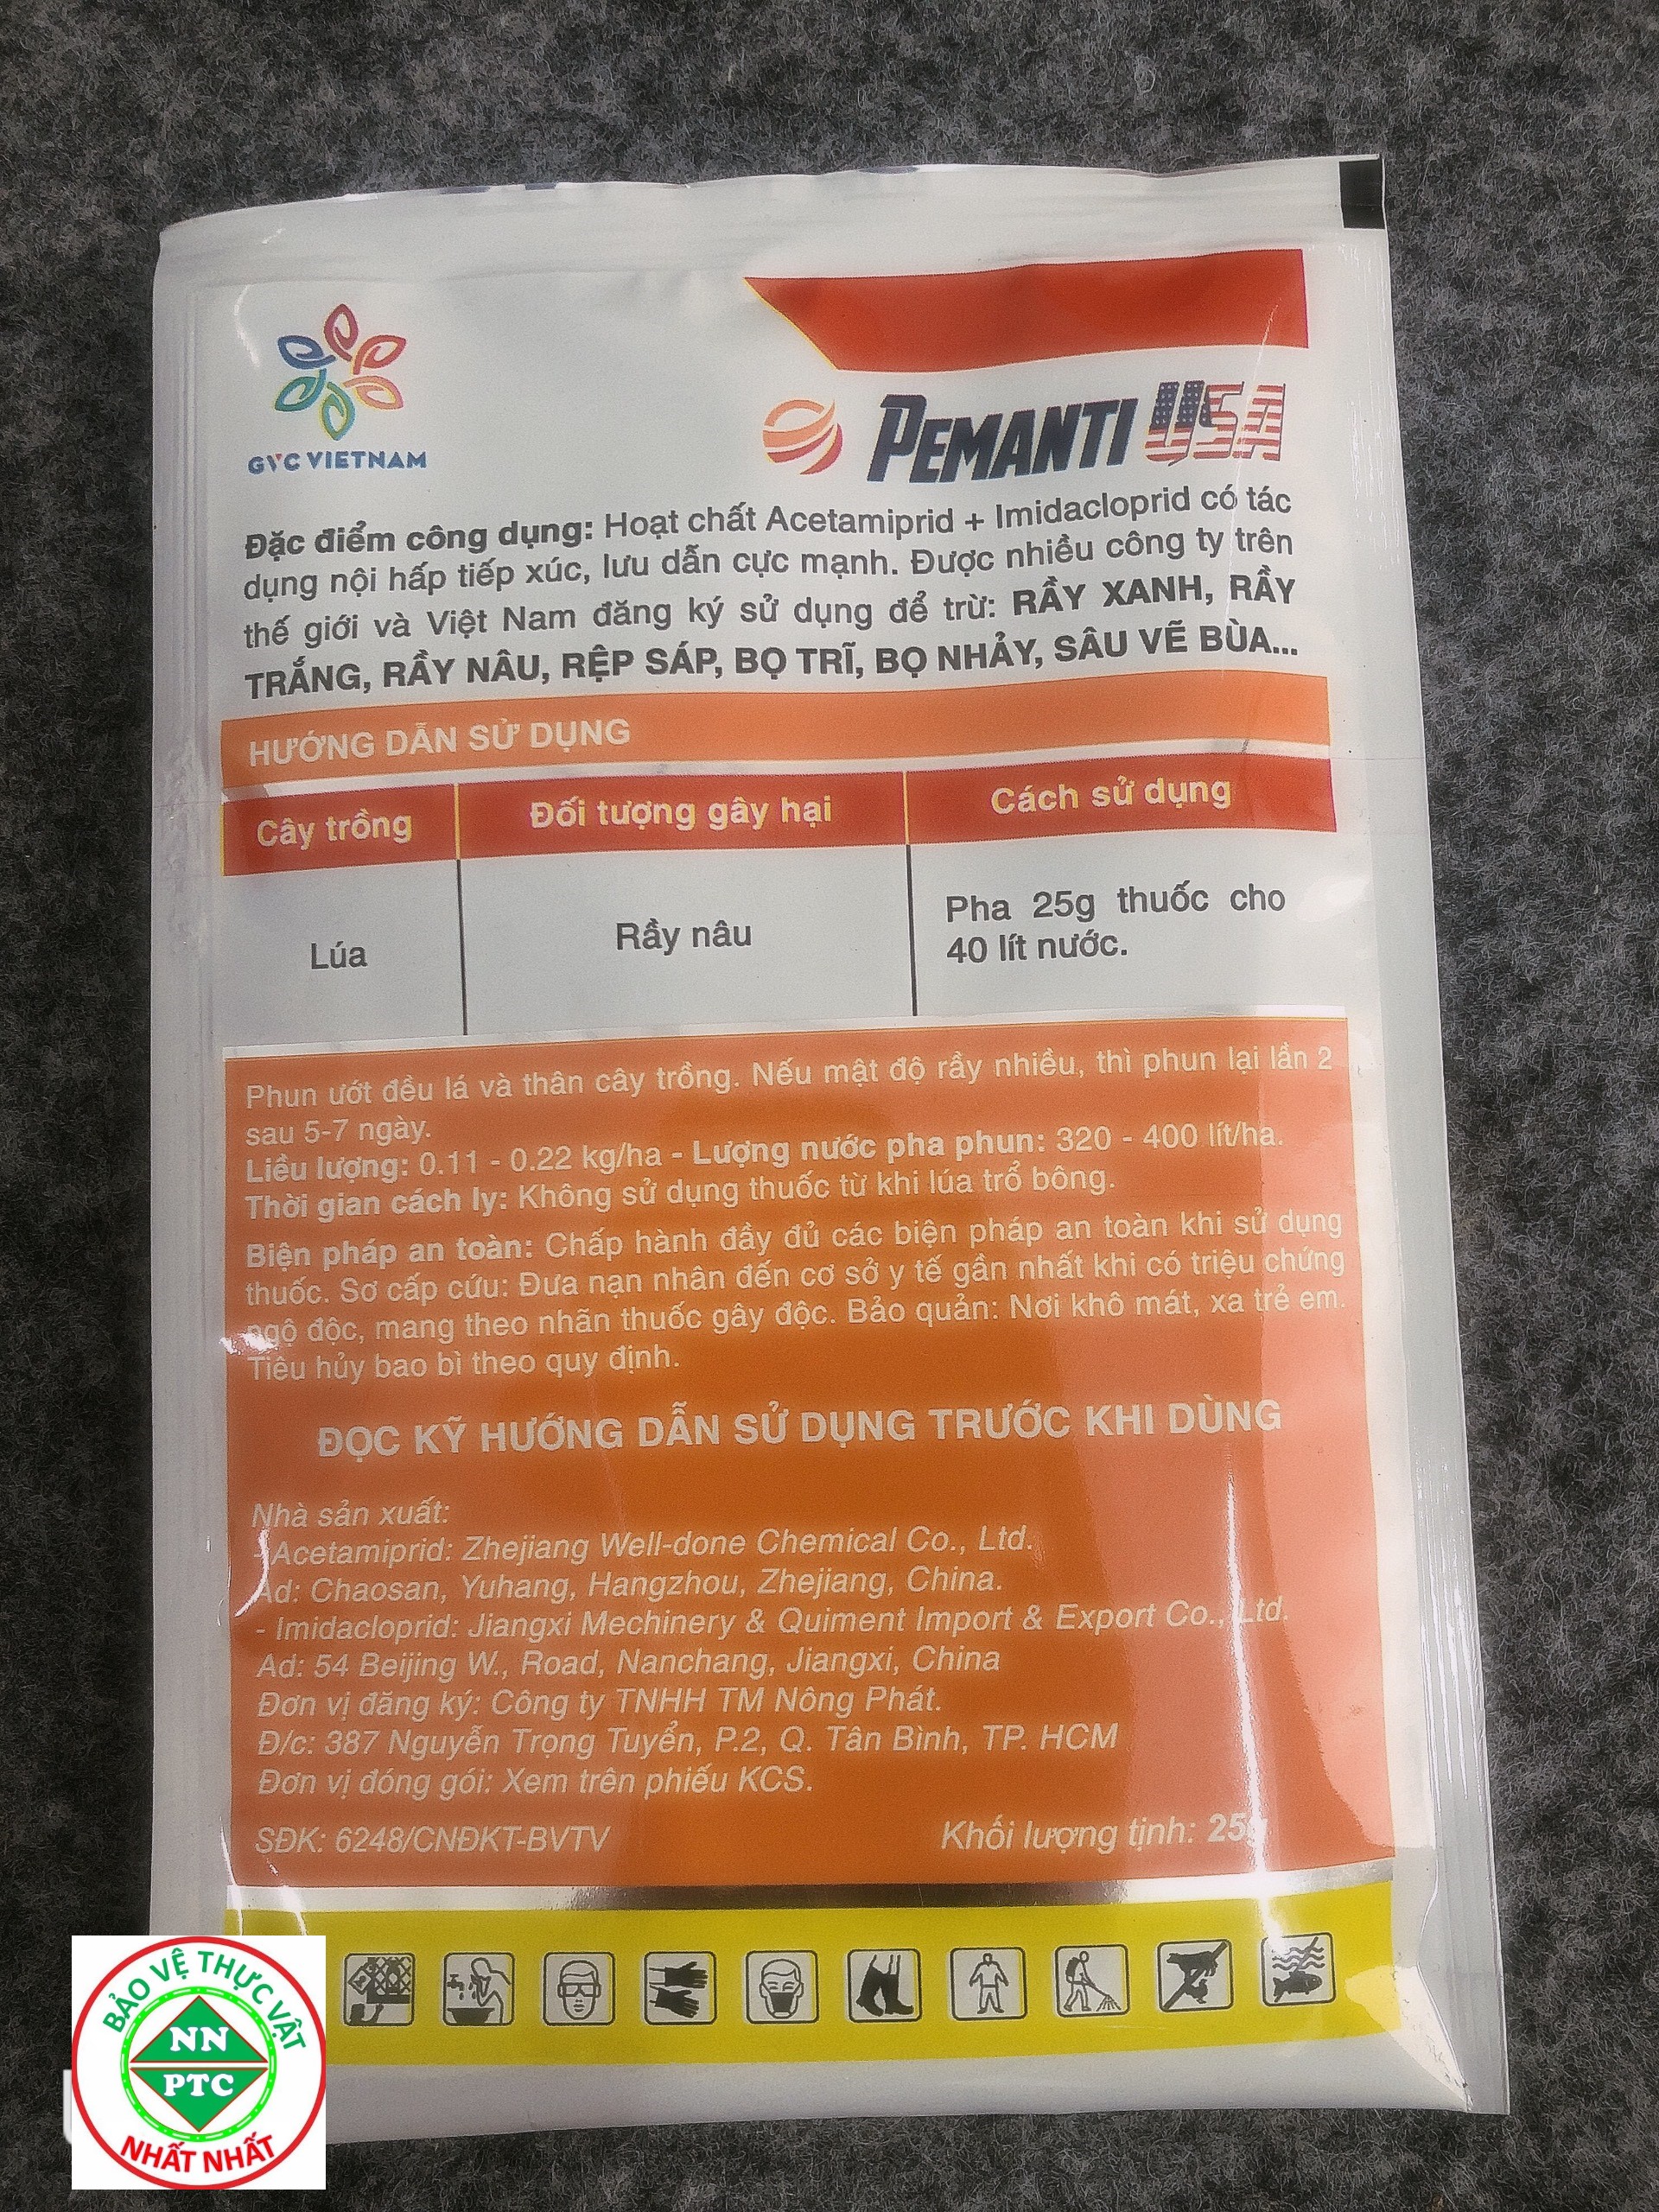 GVC VIETNAM
PEMANTI USA
Đặc điểm công dụng: Hoạt chất Acetamiprid + Imidacloprid có tác
dụng nội hấp tiếp xúc, lưu dẫn cực mạnh. Được nhiều công ty trên
thế giới và Việt Nam đăng ký sử dụng để trừ: RẦY XANH, RẦY
TRẮNG, RẦY NÂU, RỆP SÁP, BỌ TRĨ, BỌ NHẢY, SÂU VẼ BÙA...
HƯỚNG DẪN SỬ DỤNG
Cây trồng Đối tượng gây hại Cách sử dụng
Lúa Rầy nâu Pha 25g thuốc cho
40 lít nước.
Phun ướt đều lá và thân cây trồng. Nếu mật độ rầy nhiều, thì phun lại lần 2
sau 5-7 ngày.
Liều lượng: 0.11 - 0.22 kg/ha - Lượng nước pha phun: 320 - 400 lít/ha.
Thời gian cách ly: Không sử dụng thuốc từ khi lúa trổ bông.
Biện pháp an toàn: Chấp hành đầy đủ các biện pháp an toàn khi sử dụng
thuốc. Sơ cấp cứu: Đưa nạn nhân đến cơ sở y tế gần nhất khi có triệu chứng
ngộ độc, mang theo nhãn thuốc gây độc. Bảo quản: Nơi khô mát, xa trẻ em.
Tiêu hủy bao bì theo quy định.
ĐỌC KỸ HƯỚNG DẪN SỬ DỤNG TRƯỚC KHI DÙNG
Nhà sản xuất:
- Acetamiprid: Zhejiang Well-done Chemical Co., Ltd.
Ad: Chaosan, Yuhang, Hangzhou, Zhejiang, China.
- Imidacloprid: Jiangxi Mechinery & Quiment Import & Export Co., Ltd.
Ad: 54 Beijing W., Road, Nanchang, Jiangxi, China
Đơn vị đăng ký: Công ty TNHH TM Nông Phát.
Đ/c: 387 Nguyễn Trọng Tuyển, P.2, Q. Tân Bình, TP. HCM
Đơn vị đóng gói: Xem trên phiếu KCS.
SĐK: 6248/CNĐKT-BVTV Khối lượng tịnh: 25g
BẢO VỆ THỰC VẬT
NN
PTC
NHẤT NHẤT